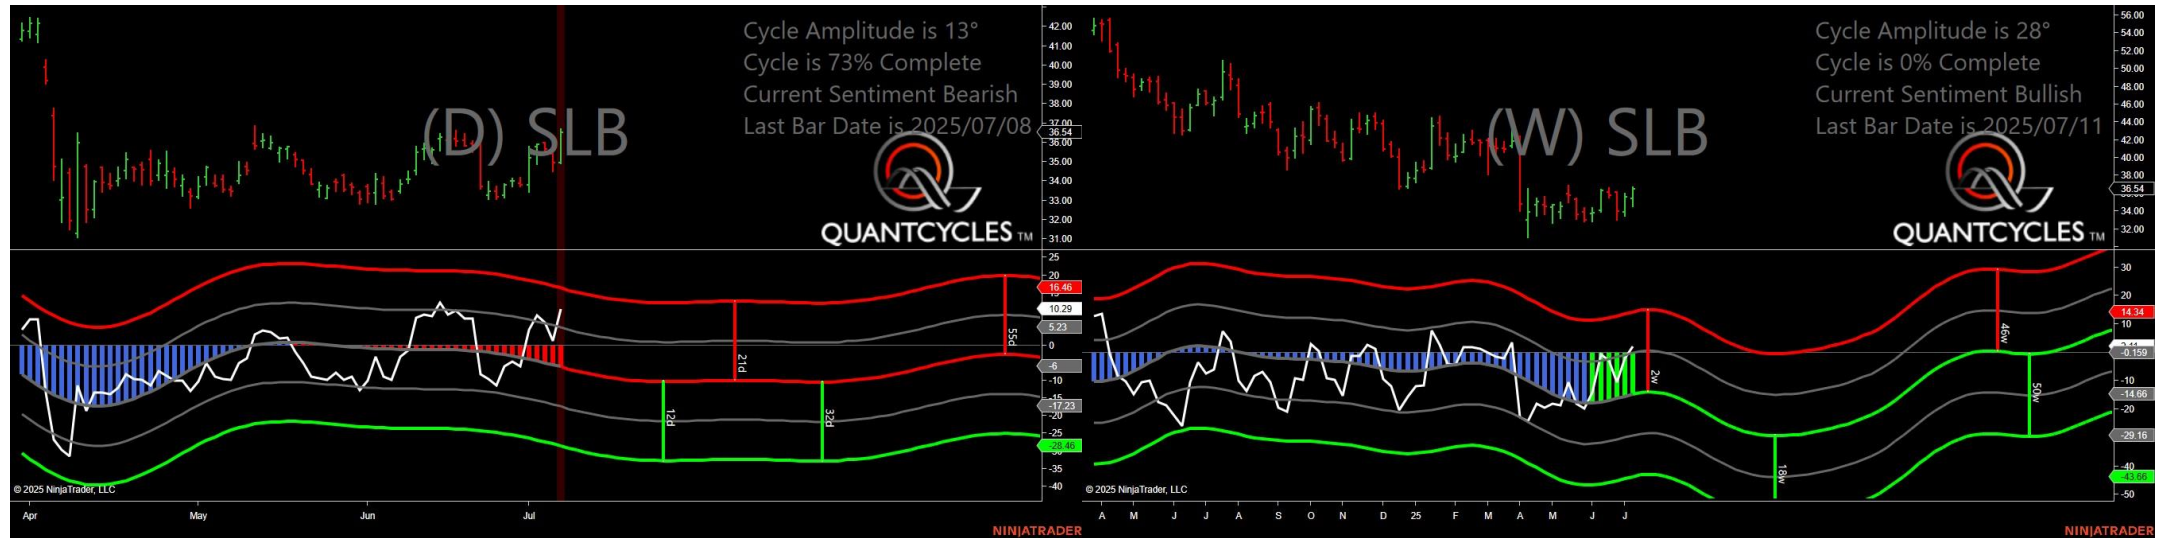 Cycle Amplitude is 13°
Cycle is 73% Complete
Current Sentiment Bearish
Last Bar Date is 2025/07/08
(D) SLB
QUANTCYCLES TM
42.00
41.00
40.00
39.00
38.00
37.00
36.54
35.00
34.00
33.00
32.00
31.00
25
20
16.46
10.29
5.23
0
-6
-10
-15
-17.23
-20
-25
-28.46
-35
-40
12d
21d
32d
55d
© 2025 NinjaTrader, LLC
Apr May Jun Jul
NINJATRADER
Cycle Amplitude is 28°
Cycle is 0% Complete
Current Sentiment Bullish
Last Bar Date is 2025/07/11
(W) SLB
QUANTCYCLES TM
56.00
54.00
52.00
50.00
48.00
46.00
44.00
42.00
40.00
38.00
36.54
34.00
32.00
30
20
14.34
10
-0.159
-10
-14.66
-20
-29.16
-40
-43.66
-50
2w
18w
46w
50w
© 2025 NinjaTrader, LLC
A M J J A S O N D 25 F M A M J J
NINJATRADER